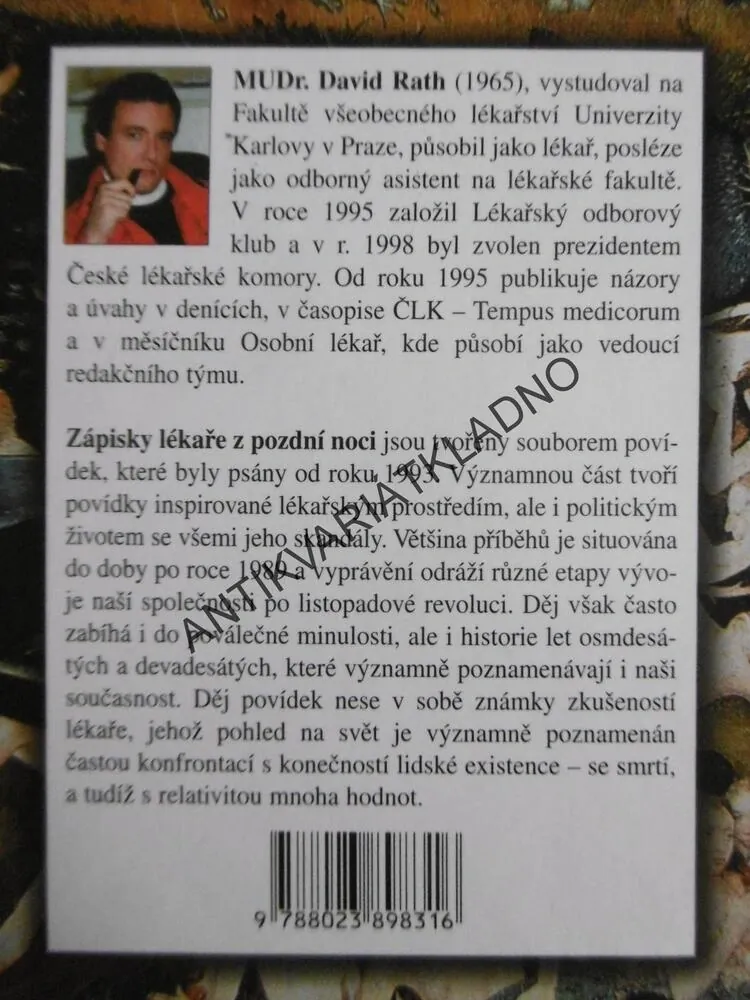 MUDr. David Rath (1965), vystudoval na
Fakultě všeobecného lékařství Univerzity
Karlovy v Praze, působil jako lékař, posléze
jako odborný asistent na lékařské fakultě.
V roce 1995 založil Lékařský odborový
klub a v r. 1998 byl zvolen prezidentem
České lékařské komory. Od roku 1995 publikuje názory
a úvahy v denících, v časopise ČLK – Tempus medicorum
a v měsíčníku Osobní lékař, kde působí jako vedoucí
redakčního týmu.
Zápisky lékaře z pozdní noci jsou tvořeny souborem poví-
dek, které byly psány od roku 1993. Významnou část tvoří
povídky inspirované lékařským prostředím, ale i politickým
životem se všemi jeho skandály. Většina příběhů je situována
do doby po roce 1989 a vyprávění odráží různé etapy vývo-
je naší společnosti po listopadové revoluci. Děj však často
zabíhá i do poválečné minulosti, ale i historie let osmdesá-
tých a devadesátých, které významně poznamenávají i naši
současnost. Děj povídek nese v sobě známky zkušeností
lékaře, jehož pohled na svět je významně poznamenán
častou konfrontací s konečností lidské existence – se smrtí,
a tudíž s relativitou mnoha hodnot.
ANTIKVARIATKLADNO
9 788023 898316